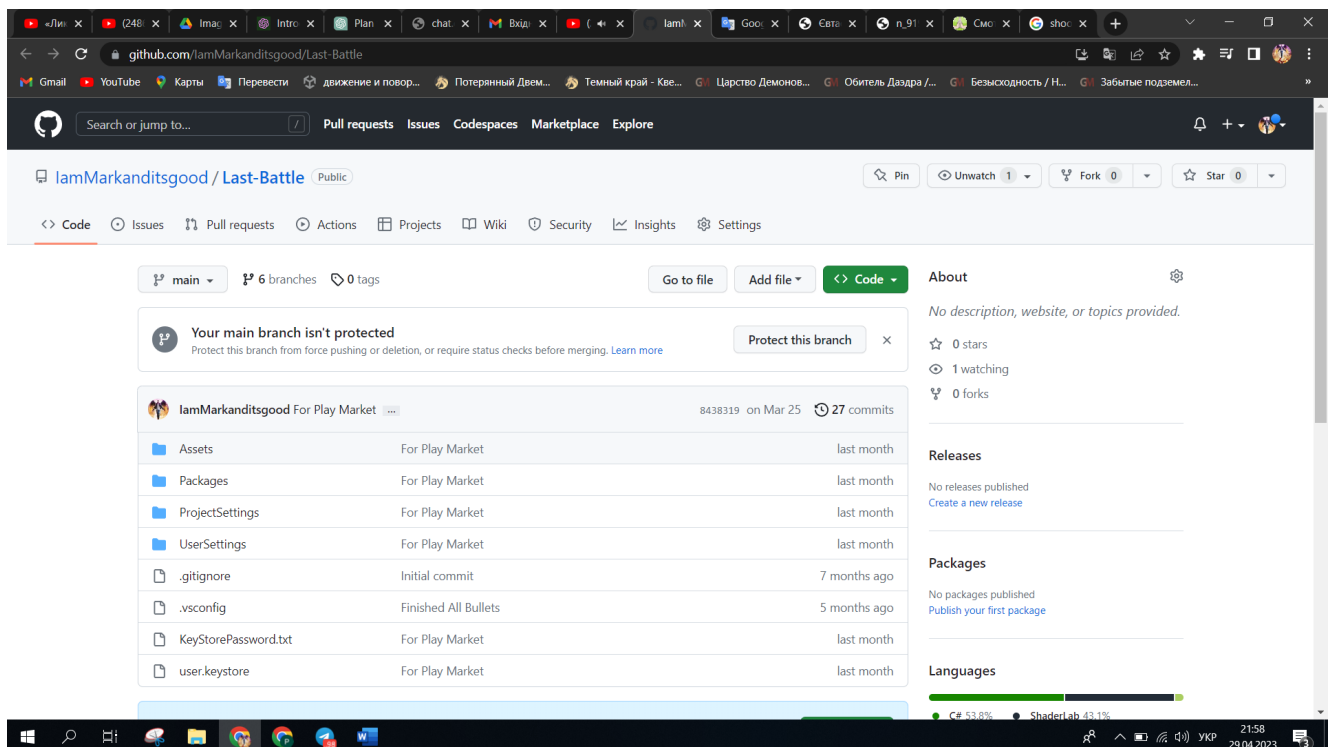 «Лин (248 Imag Intro Plan chat. Вхід ( IamM Goog Євта n_91 Смот shoc
github.com/IamMarkanditsgood/Last-Battle
Gmail YouTube Карты Перевести движение и повор... Потерянный Двем... Темный край - Кве... Царство Демонов... Обитель Даэдра /... Безысходность / Н... Забытые подземел... »
Search or jump to... / Pull requests Issues Codespaces Marketplace Explore
IamMarkanditsgood / Last-Battle Public Pin Unwatch 1 Fork 0 Star 0
Code Issues Pull requests Actions Projects Wiki Security Insights Settings
main 6 branches 0 tags Go to file Add file Code
Your main branch isn't protected
Protect this branch from force pushing or deletion, or require status checks before merging. Learn more
Protect this branch
IamMarkanditsgood For Play Market ... 8438319 on Mar 25 27 commits
Assets For Play Market last month
Packages For Play Market last month
ProjectSettings For Play Market last month
UserSettings For Play Market last month
.gitignore Initial commit 7 months ago
.vsconfig Finished All Bullets 5 months ago
KeyStorePassword.txt For Play Market last month
user.keystore For Play Market last month
About
No description, website, or topics provided.
0 stars
1 watching
0 forks
Releases
No releases published
Create a new release
Packages
No packages published
Publish your first package
Languages
C# 53.8% ShaderLab 43.1%
98 УКР 21:58
29.04.2023 3